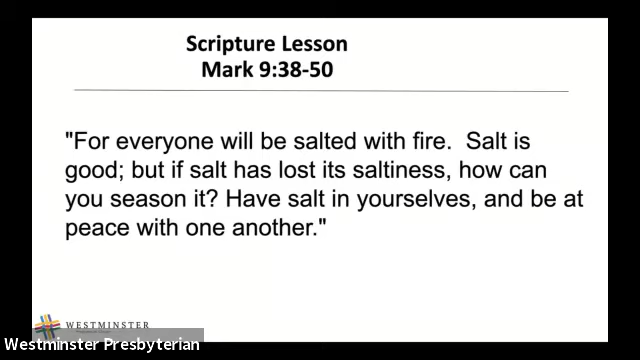 Scripture Lesson
Mark 9:38-50
"For everyone will be salted with fire.  Salt is
good; but if salt has lost its saltiness, how can
you season it? Have salt in yourselves, and be at
peace with one another."
WESTMINSTER
Westminster Presbyterian